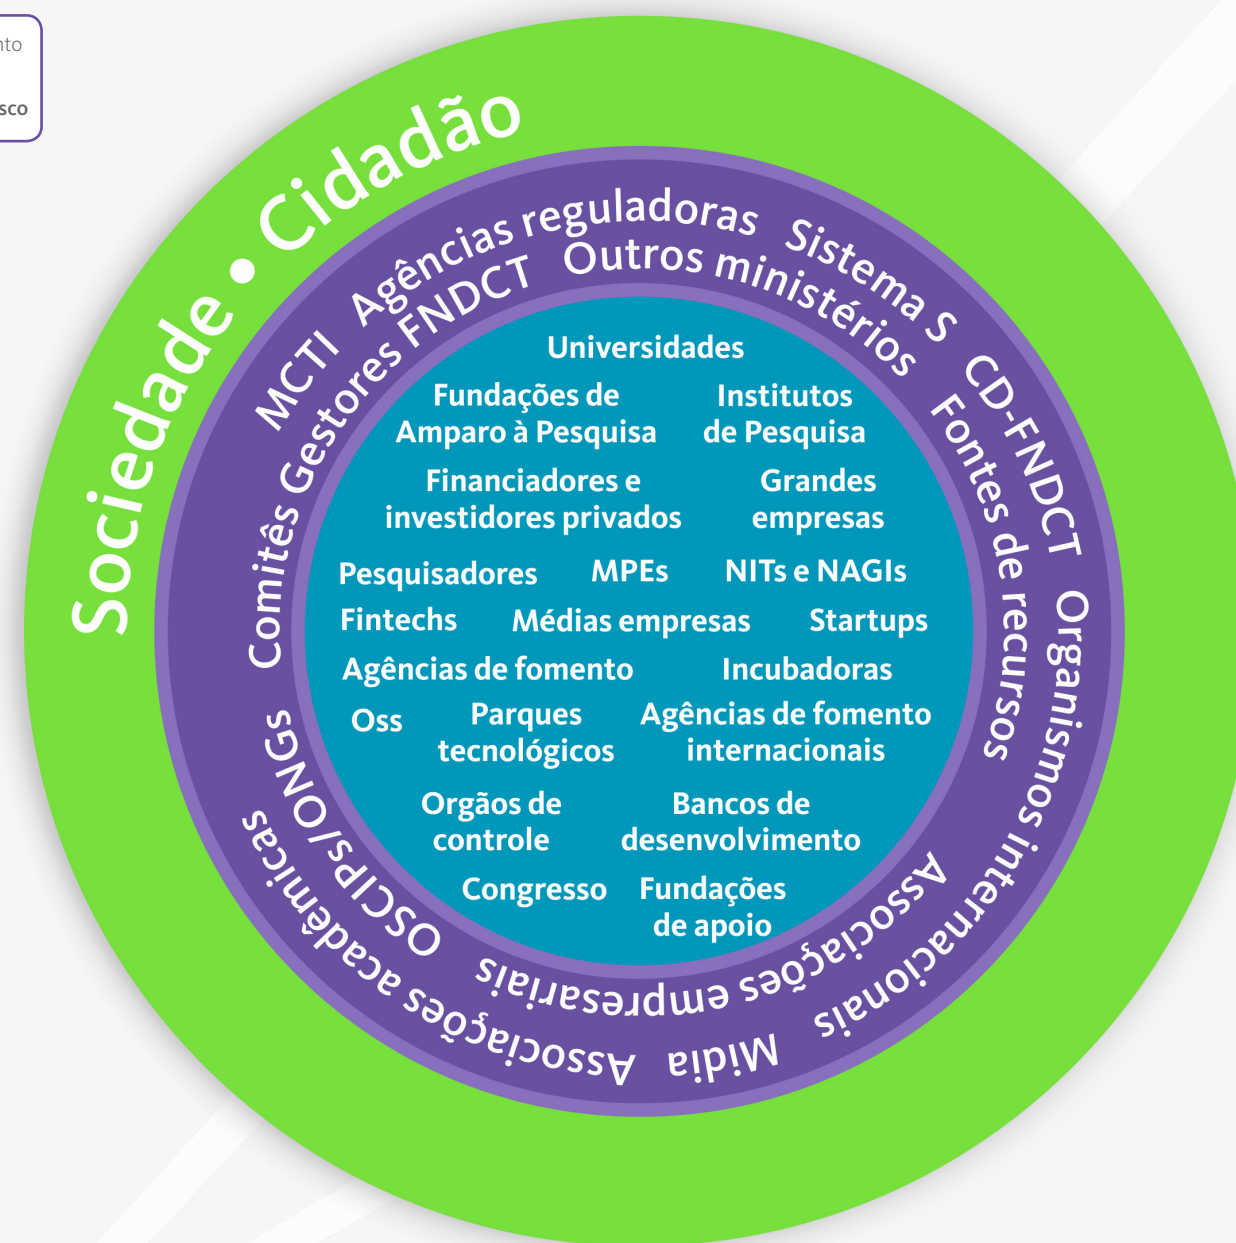 nto
sco
Sociedade • Cidadão
MCTI Agências reguladoras Sistema S CD-FNDCT Organismos internacionais Mídia Associações acadêmicas
Comitês Gestores FNDCT Outros ministérios Fontes de recursos Associações empresariais OSCIPs/ONGs
Universidades
Fundações de
Amparo à Pesquisa
Institutos
de Pesquisa
Financiadores e
investidores privados
Grandes
empresas
Pesquisadores MPEs NITs e NAGIs
Fintechs Médias empresas Startups
Agências de fomento Incubadoras
Oss
Parques
tecnológicos
Agências de fomento
internacionais
Orgãos de
controle
Bancos de
desenvolvimento
Congresso
Fundações
de apoio